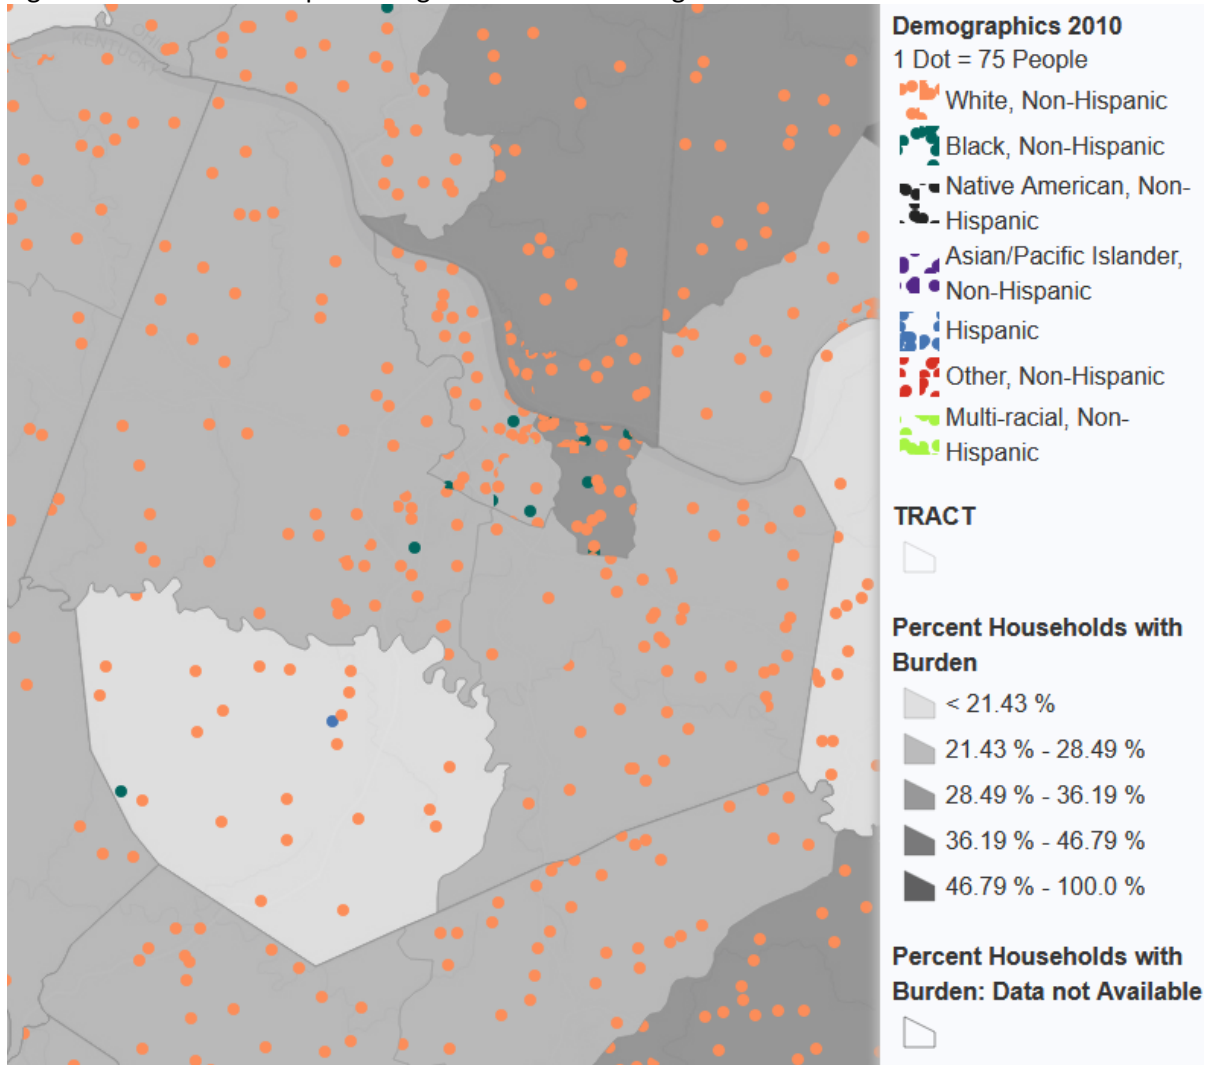 KENTUCKY
Demographics 2010
1 Dot = 75 People
White, Non-Hispanic
Black, Non-Hispanic
Native American, Non-
Hispanic
Asian/Pacific Islander,
Non-Hispanic
Hispanic
Other, Non-Hispanic
Multi-racial, Non-
Hispanic
TRACT
Percent Households with
Burden
< 21.43 %
21.43 % - 28.49 %
28.49 % - 36.19 %
36.19 % - 46.79 %
46.79 % - 100.0 %
Percent Households with
Burden: Data not Available